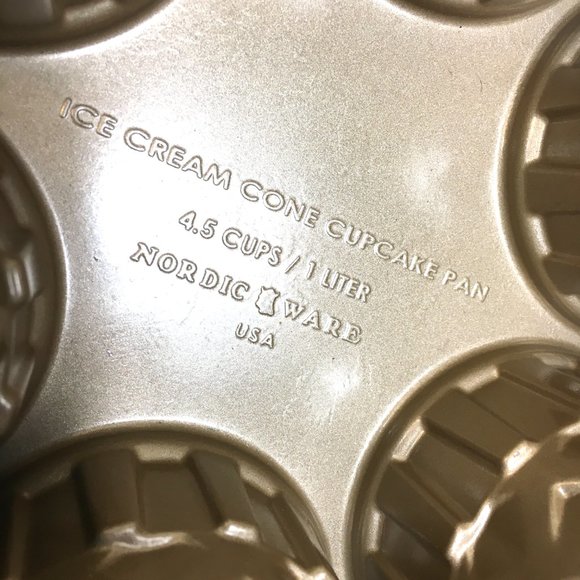 ICE CREAM CONE CUPCAKE PAN
4.5 CUPS / 1 LITER
NORDIC WARE
USA